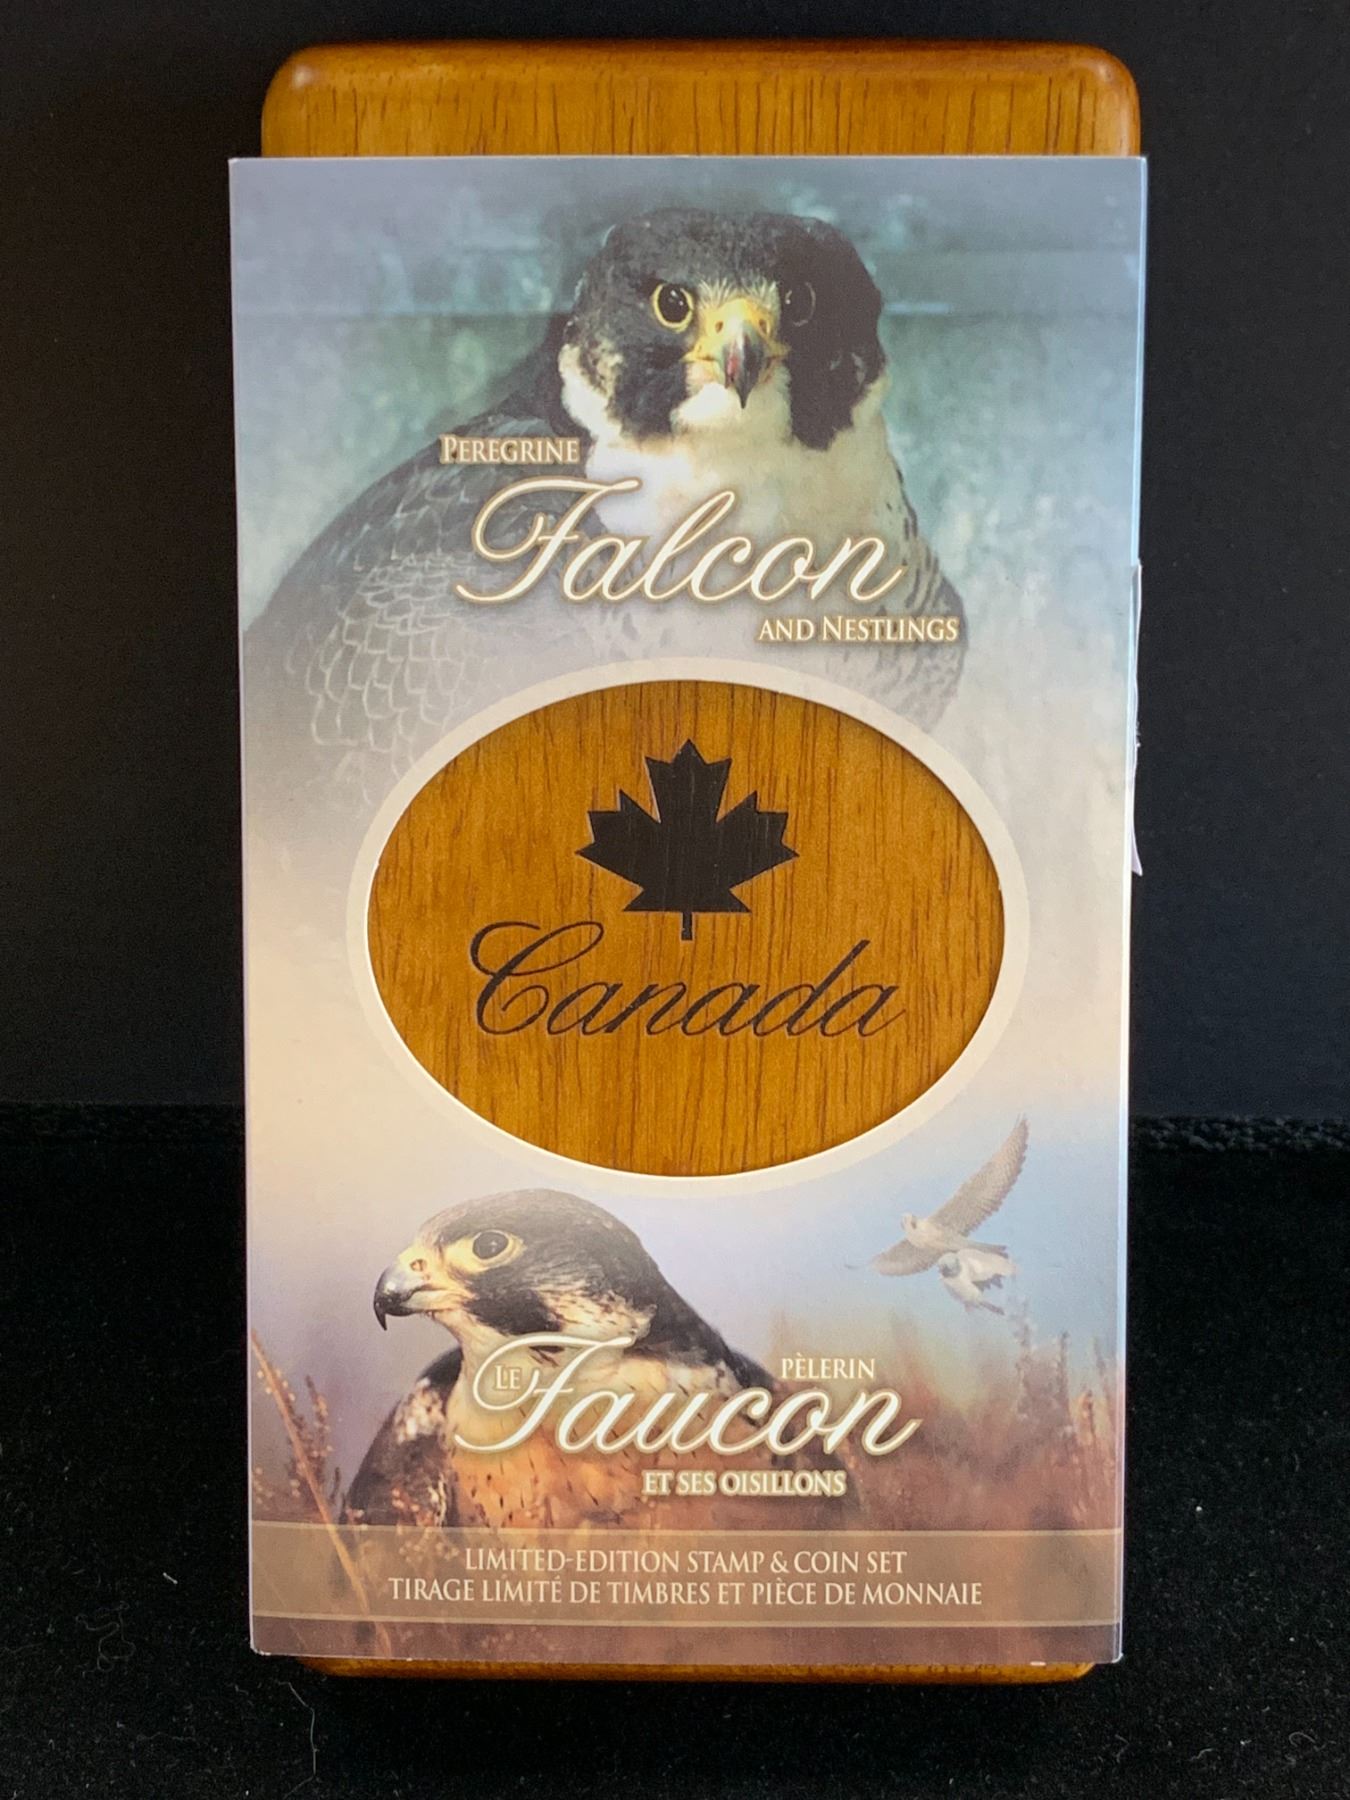 PEREGRINE
Falcon
AND NESTLINGS
Canada
PÈLERIN
LE Faucon
ET SES OISILLONS
LIMITED-EDITION STAMP & COIN SET
TIRAGE LIMITÉ DE TIMBRES ET PIÈCE DE MONNAIE